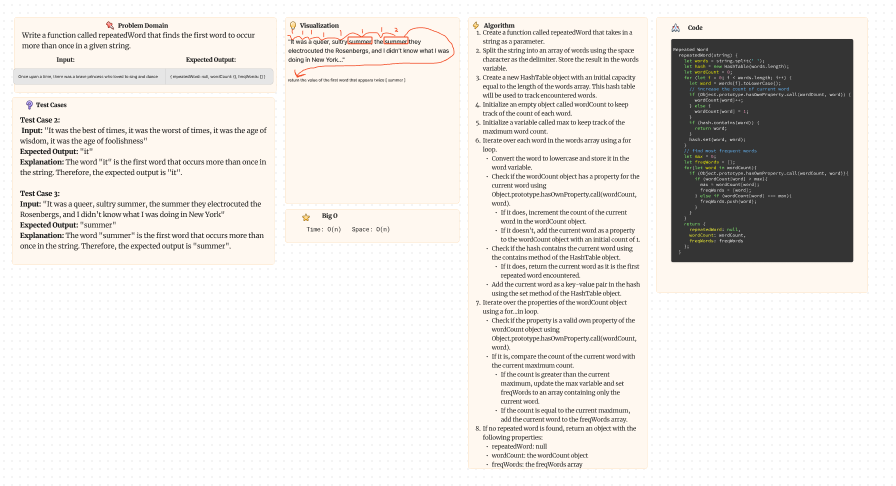 Problem Domain
Write a function called repeatedWord that finds the first word to occur
more than once in a given string.
Input:
Expected Output:
Once upon a time, there was a brave princess who loved to sing and dance
{ repeatedWord: null, wordCount: {}, freqWords: [] }
Test Cases
Test Case 2:
Input: "It was the best of times, it was the worst of times, it was the age of
wisdom, it was the age of foolishness"
Expected Output: "it"
Explanation: The word "it" is the first word that occurs more than once in
the string. Therefore, the expected output is "it".
Test Case 3:
Input: "It was a queer, sultry summer, the summer they electrocuted the
Rosenbergs, and I didn't know what I was doing in New York"
Expected Output: "summer"
Explanation: The word "summer" is the first word that occurs more than
once in the string. Therefore, the expected output is "summer".
Visualization
1 1 1 1 1 1 1 2
"It was a queer, sultry summer, the summer they
electrocuted the Rosenbergs, and I didn't know what I was
doing in New York..."
return the value of the first word that appears twice [ summer ]
Big O
Time: O(n) Space: O(n)
Algorithm
1. Create a function called repeatedWord that takes in a
string as a parameter.
2. Split the string into an array of words using the space
character as the delimiter. Store the result in the words
variable.
3. Create a new HashTable object with an initial capacity
equal to the length of the words array. This hash table
will be used to track encountered words.
4. Initialize an empty object called wordCount to keep
track of the count of each word.
5. Initialize a variable called max to keep track of the
maximum word count.
6. Iterate over each word in the words array using a for
loop.
• Convert the word to lowercase and store it in the
word variable.
• Check if the wordCount object has a property for the
current word using
Object.prototype.hasOwnProperty.call(wordCount,
word).
• If it does, increment the count of the current
word in the wordCount object.
• If it doesn't, add the current word as a property
to the wordCount object with an initial count of 1.
• Check if the hash contains the current word using
the contains method of the HashTable object.
• If it does, return the current word as it is the first
repeated word encountered.
• Add the current word as a key-value pair in the hash
using the set method of the HashTable object.
7. Iterate over the properties of the wordCount object
using a for...in loop.
• Check if the property is a valid own property of the
wordCount object using
Object.prototype.hasOwnProperty.call(wordCount,
word).
• If it is, compare the count of the current word with
the current maximum count.
• If the count is greater than the current
maximum, update the max variable and set
freqWords to an array containing only the
current word.
• If the count is equal to the current maximum,
add the current word to the freqWords array.
8. If no repeated word is found, return an object with the
following properties:
• repeatedWord: null
• wordCount: the wordCount object
• freqWords: the freqWords array
Code
Repeated Word
repeatedWord(string) {
let words = string.split(' ');
let hash = new HashTable(words.length);
let wordCount = {};
for (let i = 0; i < words.length; i++) {
let word = words[i].toLowerCase();
// increase the count of current word
if (Object.prototype.hasOwnProperty.call(wordCount, word)) {
wordCount[word]++;
} else {
wordCount[word] = 1;
}
if (hash.contains(word)) {
return word;
}
hash.set(word, word);
}
// find most frequent words
let max = 0;
let freqWords = [];
for(let word in wordCount){
if (Object.prototype.hasOwnProperty.call(wordCount, word)){
if (wordCount[word] > max){
max = wordCount[word];
freqWords = [word];
} else if (wordCount[word] === max){
freqWords.push(word);
}
}
}
return {
repeatedWord: null,
wordCount: wordCount,
freqWords: freqWords
};
}